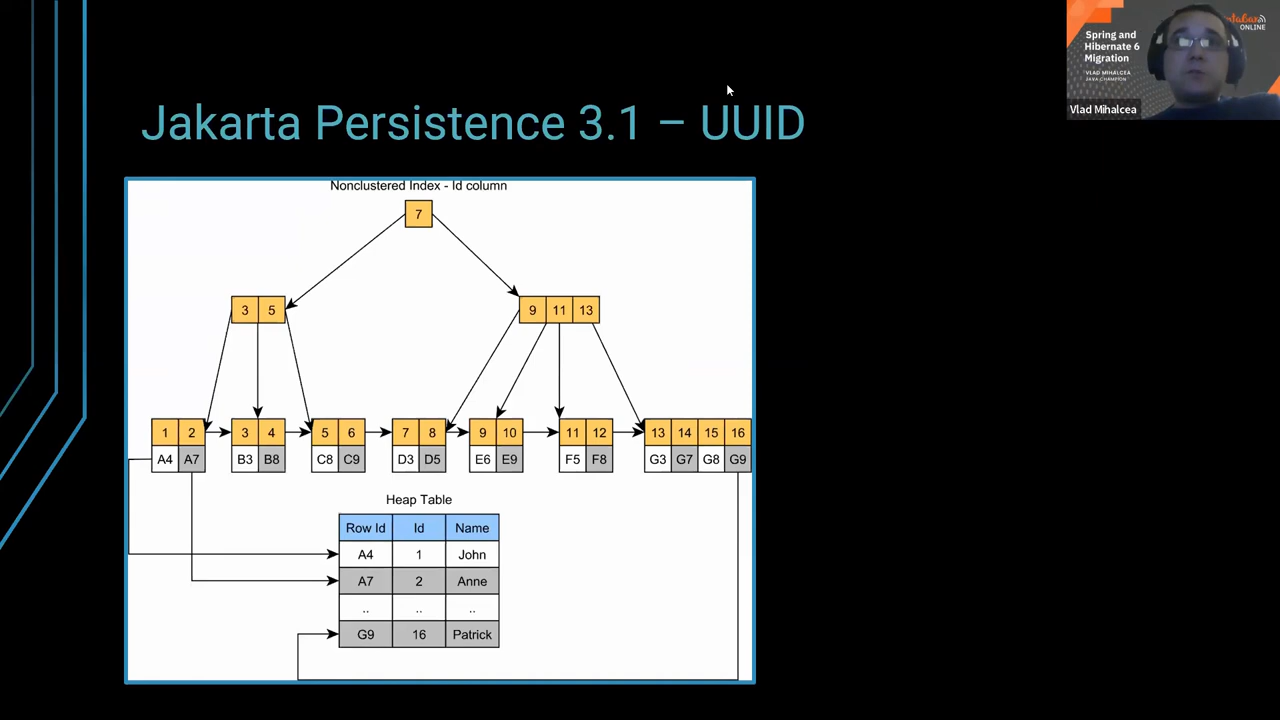 Jakarta Persistence 3.1 – UUID
Spring and
Hibernate 6
Migration
VLAD MIHALCEA
JAVA CHAMPION
ONLINE
Vlad Mihalcea
Nonclustered Index - Id column
7
3 5
9 11 13
1 2 3 4 5 6 7 8 9 10 11 12 13 14 15 16
A4 A7 B3 B8 C8 C9 D3 D5 E6 E9 F5 F8 G3 G7 G8 G9
Heap Table
Row Id Id Name
A4 1 John
A7 2 Anne
.. .. ..
G9 16 Patrick